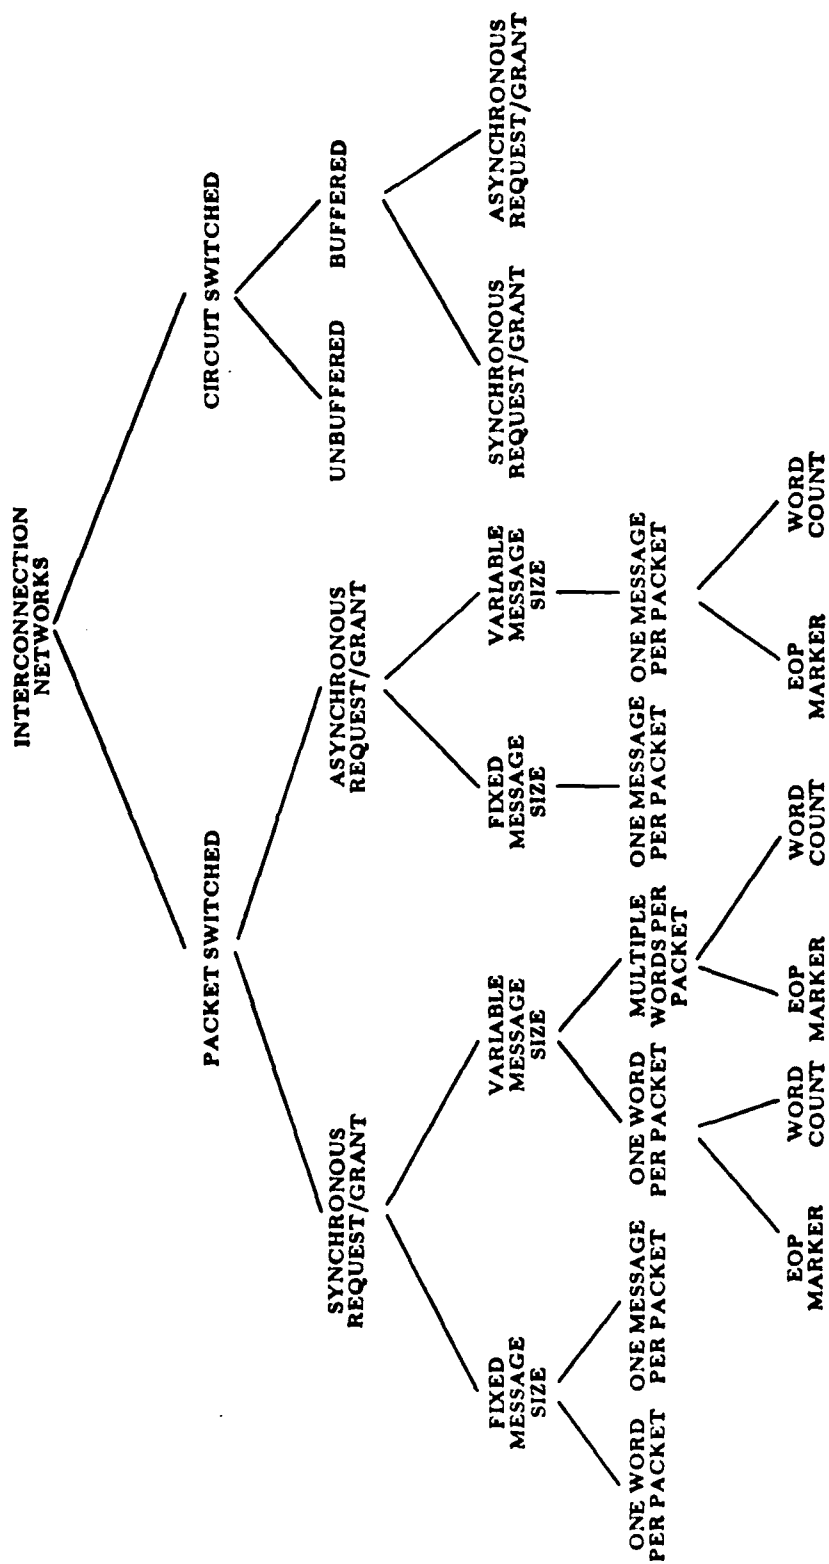 INTERCONNECTION
NETWORKS
PACKET SWITCHED
CIRCUIT SWITCHED
SYNCHRONOUS
REQUEST/GRANT
ASYNCHRONOUS
REQUEST/GRANT
UNBUFFERED
BUFFERED
FIXED
MESSAGE
SIZE
VARIABLE
MESSAGE
SIZE
FIXED
MESSAGE
SIZE
VARIABLE
MESSAGE
SIZE
SYNCHRONOUS
REQUEST/GRANT
ASYNCHRONOUS
REQUEST/GRANT
ONE WORD
PER PACKET
ONE MESSAGE
PER PACKET
ONE WORD
PER PACKET
MULTIPLE
WORDS PER
PACKET
ONE MESSAGE
PER PACKET
ONE MESSAGE
PER PACKET
EOP
MARKER
WORD
COUNT
EOP
MARKER
WORD
COUNT
EOP
MARKER
WORD
COUNT